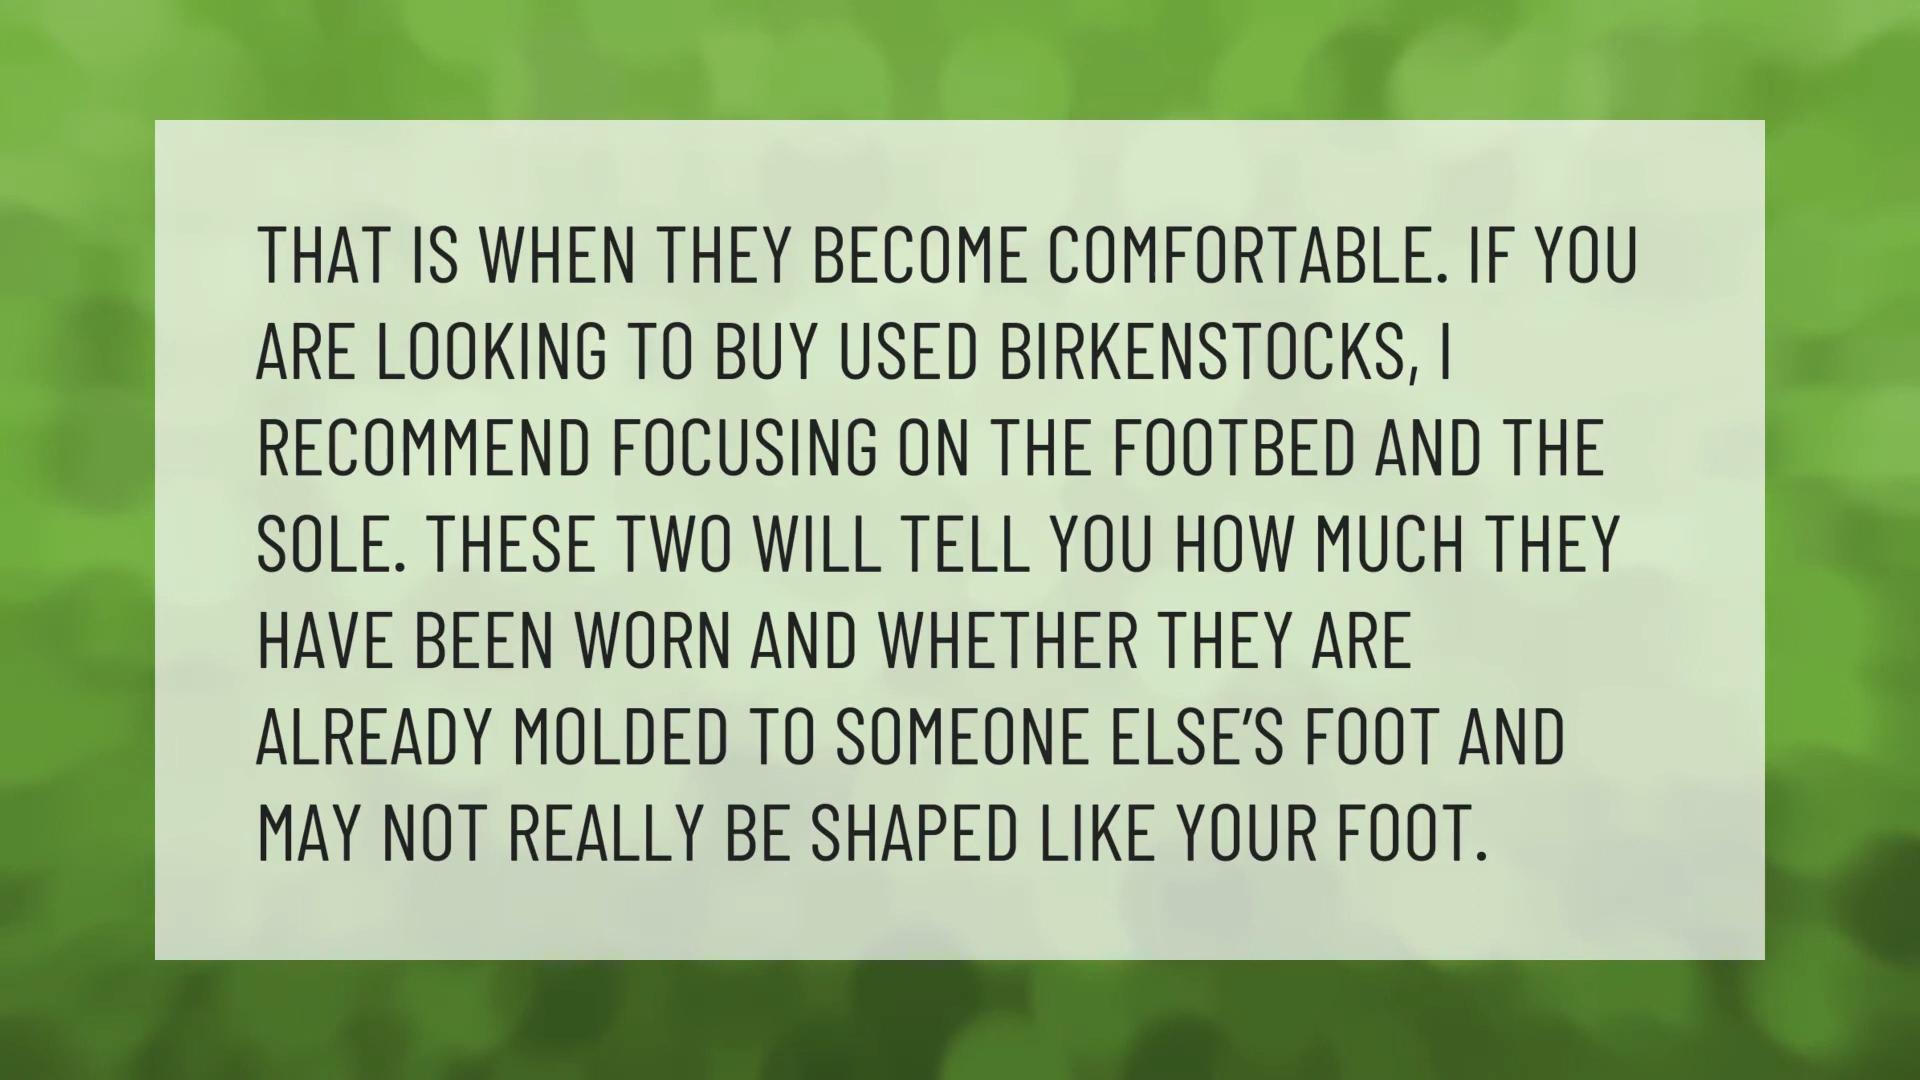 THAT IS WHEN THEY BECOME COMFORTABLE. IF YOU
ARE LOOKING TO BUY USED BIRKENSTOCKS, I
RECOMMEND FOCUSING ON THE FOOTBED AND THE
SOLE. THESE TWO WILL TELL YOU HOW MUCH THEY
HAVE BEEN WORN AND WHETHER THEY ARE
ALREADY MOLDED TO SOMEONE ELSE’S FOOT AND
MAY NOT REALLY BE SHAPED LIKE YOUR FOOT.